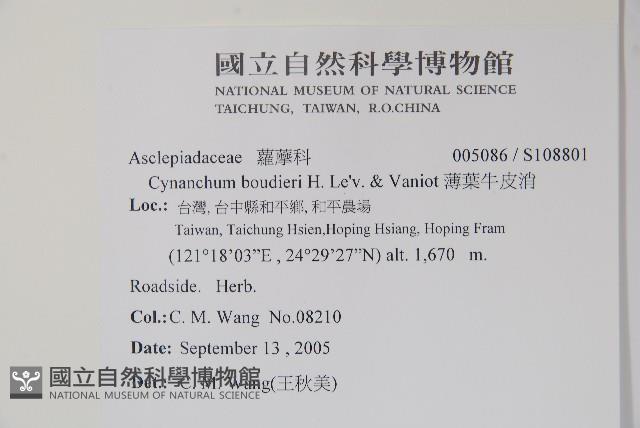 國立自然科學博物館
NATIONAL MUSEUM OF NATURAL SCIENCE
TAICHUNG, TAIWAN, R.O.CHINA
Asclepiadaceae 蘿藦科 005086 / S108801
Cynanchum boudieri H. Le'v. & Vaniot 薄葉牛皮消
Loc.: 台灣, 台中縣和平鄉, 和平農場
Taiwan, Taichung Hsien,Hoping Hsiang, Hoping Fram
(121°18'03”E , 24°29'27”N) alt. 1,670 m.
Roadside. Herb.
Col.:C. M. Wang No.08210
Date: September 13 , 2005
Det.: C. M. Wang(王秋美)
國立自然科學博物館
NATIONAL MUSEUM OF NATURAL SCIENCE